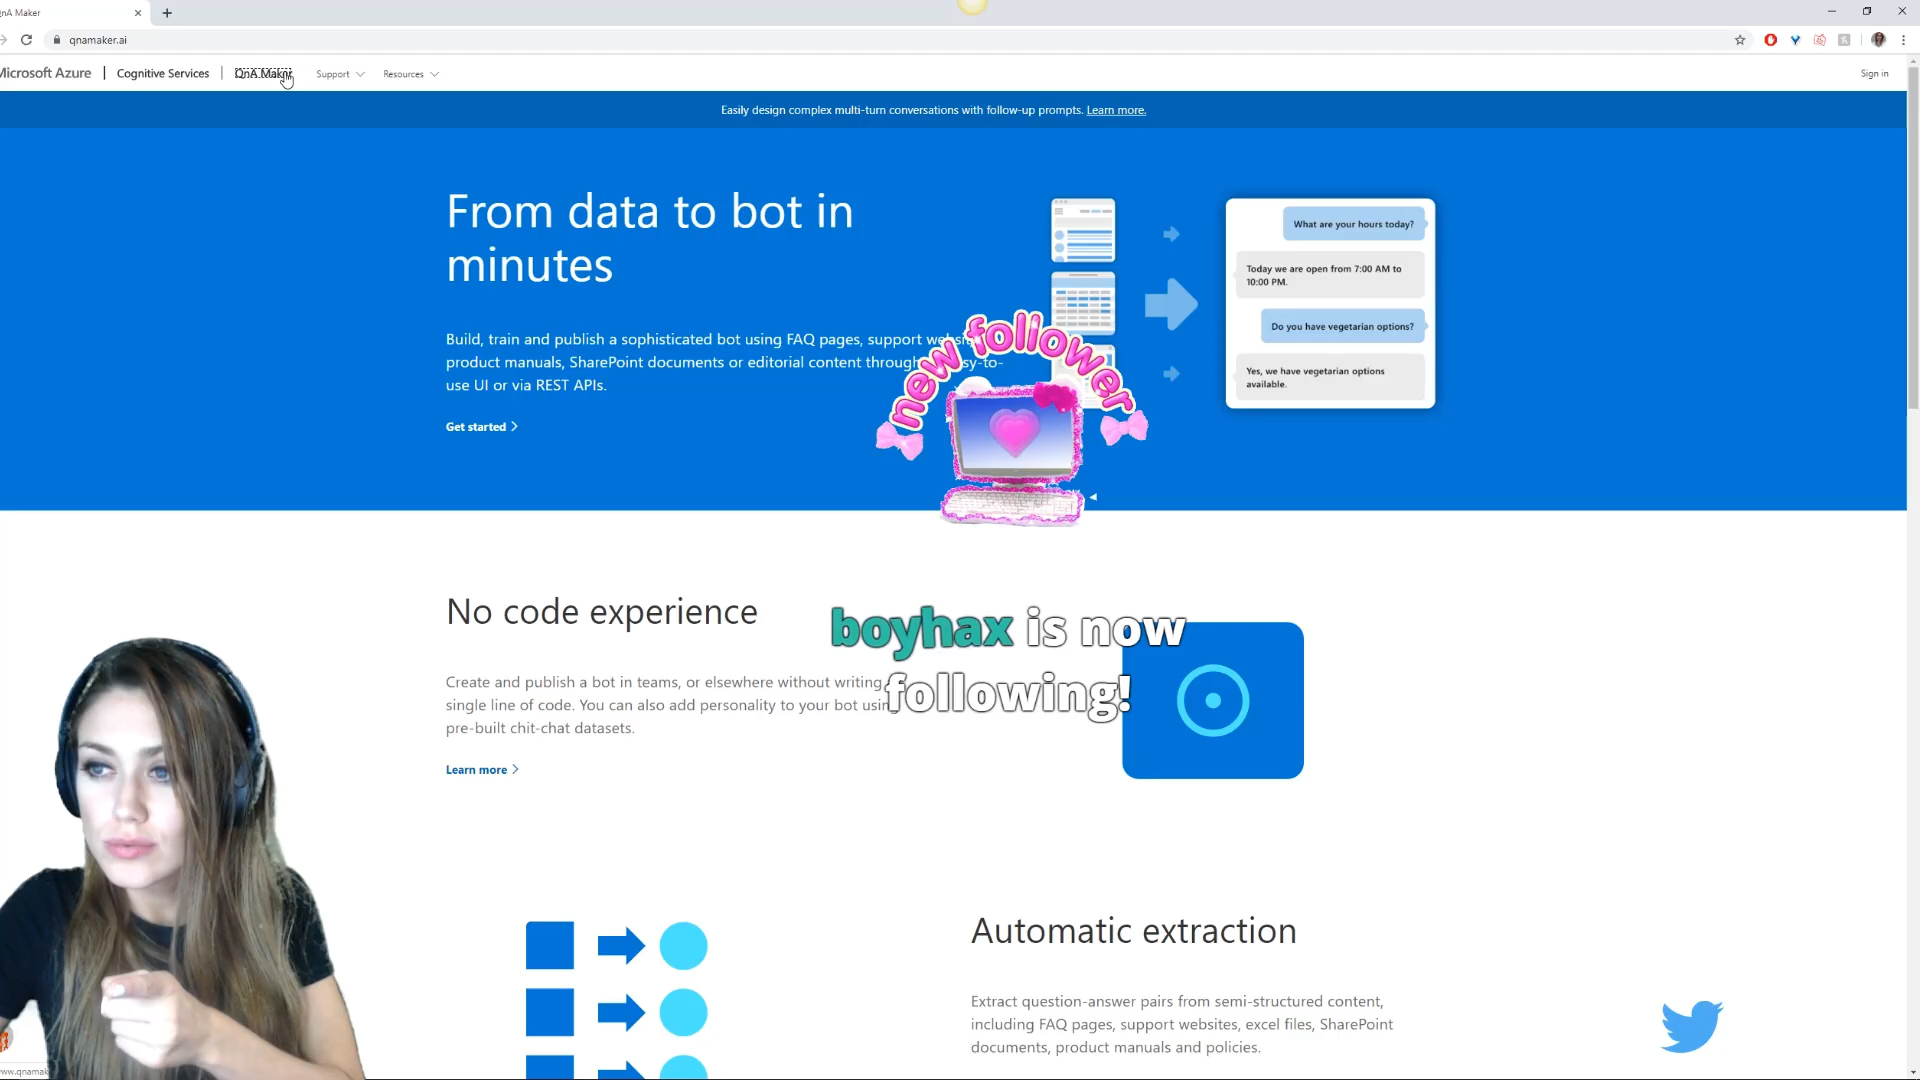 QnA Maker
qnamaker.ai
Microsoft Azure | Cognitive Services | QnA Maker Support Resources Sign in
Easily design complex multi-turn conversations with follow-up prompts. Learn more.
From data to bot in
minutes
Build, train and publish a sophisticated bot using FAQ pages, support
product manuals, SharePoint documents or editorial content through
use UI or via REST APIs.
Get started
What are your hours today?
Today we are open from 7:00 AM to
10:00 PM.
Do you have vegetarian options?
Yes, we have vegetarian options
available.
new follower
boyhax is now
following!
No code experience
Create and publish a bot in teams, or elsewhere without writing
single line of code. You can also add personality to your bot
pre-built chit-chat datasets.
Learn more
Automatic extraction
Extract question-answer pairs from semi-structured content,
including FAQ pages, support websites, excel files, SharePoint
documents, product manuals and policies.